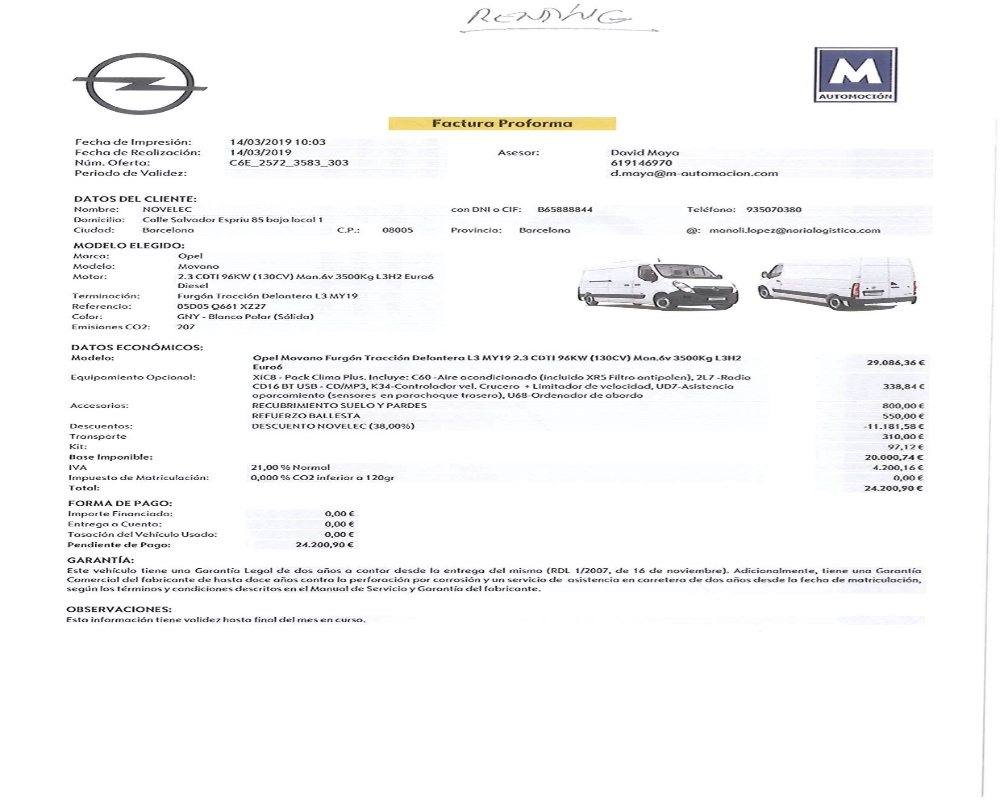 RENTING
M
AUTOMOCIÓN
Factura Proforma
Fecha de Impresión: 14/03/2019 10:03
Fecha de Realización: 14/03/2019 Asesor: David Maya
Núm. Oferta: C6E_2572_3583_303 619146970
Periodo de Validez: d.maya@m-automocion.com
DATOS DEL CLIENTE:
Nombre: NOVELEC con DNI o CIF: B65888844 Teléfono: 935070380
Domicilio: Calle Salvador Espriu 85 bajo local 1
Ciudad: Barcelona C.P.: 08005 Provincia: Barcelona @: manoli.lopez@norialogistica.com
MODELO ELEGIDO:
Marca: Opel
Modelo: Movano
Motor: 2.3 CDTI 96KW (130CV) Man.6v 3500Kg L3H2 Euro6
Diesel
Terminación: Furgón Tracción Delantera L3 MY19
Referencia: 05D05 Q661 XZ27
Color: GNY - Blanco Polar (Sólida)
Emisiones CO2: 207
DATOS ECONÓMICOS:
Modelo: Opel Movano Furgón Tracción Delantera L3 MY19 2.3 CDTI 96KW (130CV) Man.6v 3500Kg L3H2
Euro6 29.086,36 €
Equipamiento Opcional: XIC8 - Pack Clima Plus. Incluye: C60 -Aire acondicionado (incluido XR5 Filtro antipolen), 2L7 -Radio
CD16 BT USB - CD/MP3, K34-Controlador vel. Crucero + Limitador de velocidad, UD7-Asistencia 338,84 €
aparcamiento (sensores en parachoque trasero), U68-Ordenador de abordo
Accesorios: RECUBRIMIENTO SUELO Y PARDES 800,00 €
REFUERZO BALLESTA 550,00 €
Descuentos: DESCUENTO NOVELEC (38,00%) -11.181,58 €
Transporte 310,00 €
Kit: 97,12 €
Base Imponible: 20.000,74 €
IVA 21,00 % Normal 4.200,16 €
Impuesto de Matriculación: 0,000 % CO2 inferior a 120gr 0,00 €
Total: 24.200,90 €
FORMA DE PAGO:
Importe Financiado: 0,00 €
Entrega a Cuenta: 0,00 €
Tasación del Vehículo Usado: 0,00 €
Pendiente de Pago: 24.200,90 €
GARANTÍA:
Este vehículo tiene una Garantía Legal de dos años a contar desde la entrega del mismo (RDL 1/2007, de 16 de noviembre). Adicionalmente, tiene una Garantía
Comercial del fabricante de hasta doce años contra la perforación por corrosión y un servicio de asistencia en carretera de dos años desde la fecha de matriculación,
según los términos y condiciones descritos en el Manual de Servicio y Garantía del fabricante.
OBSERVACIONES:
Esta información tiene validez hasta final del mes en curso.